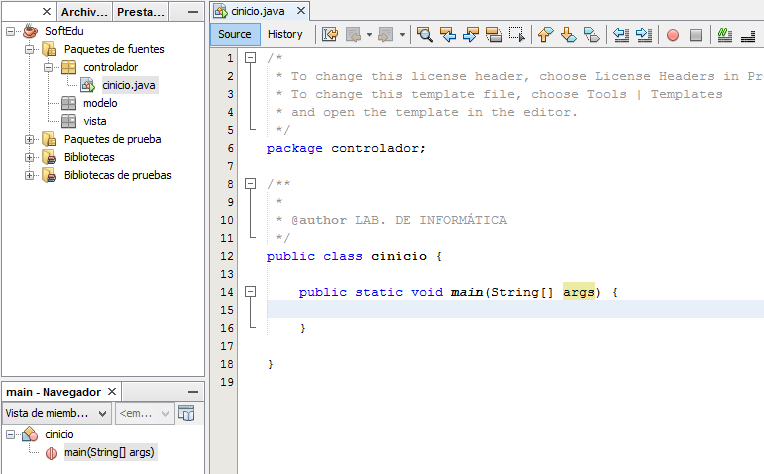 Archiv...
Presta...
SoftEdu
Paquetes de fuentes
controlador
cinicio.java
modelo
vista
Paquetes de prueba
Bibliotecas
Bibliotecas de pruebas
main - Navegador
Vista de miemb...
<em...
cinicio
main(String[] args)
cinicio.java
Source History
1 /*
2 * To change this license header, choose License Headers in Pr
3 * To change this template file, choose Tools | Templates
4 * and open the template in the editor.
5 */
6 package controlador;
7
8 /**
9 *
10 * @author LAB. DE INFORMÁTICA
11 */
12 public class cinicio {
13
14 public static void main(String[] args) {
15
16 }
17
18 }
19